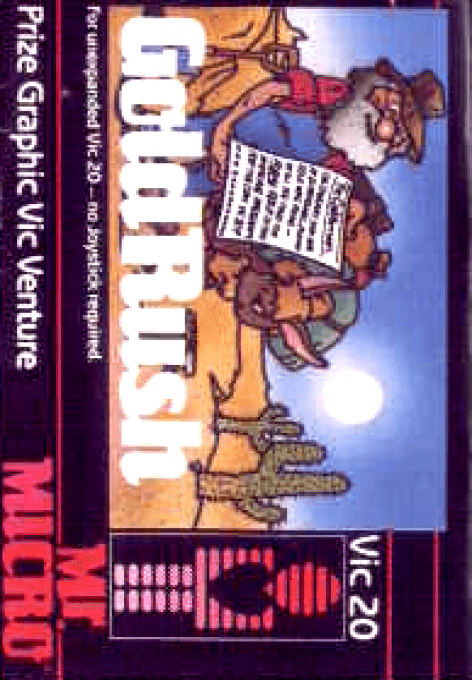 Vic 20
Gold Rush
For unexpanded Vic 20 – no Joystick required.
Prize Graphic Vic Venture
Mr.
MICRO